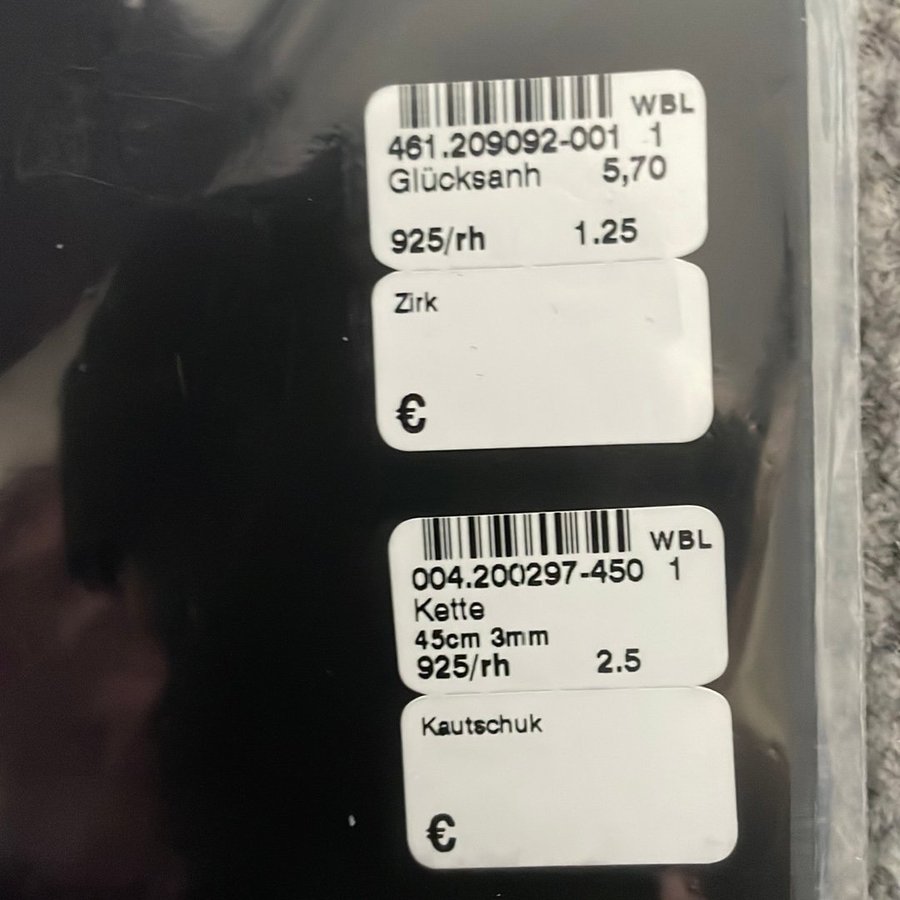 WBL
461.209092-001 1
Glücksanh 5,70
925/rh 1.25
Zirk
€
WBL
004.200297-450 1
Kette
45cm 3mm
925/rh 2.5
Kautschuk
€